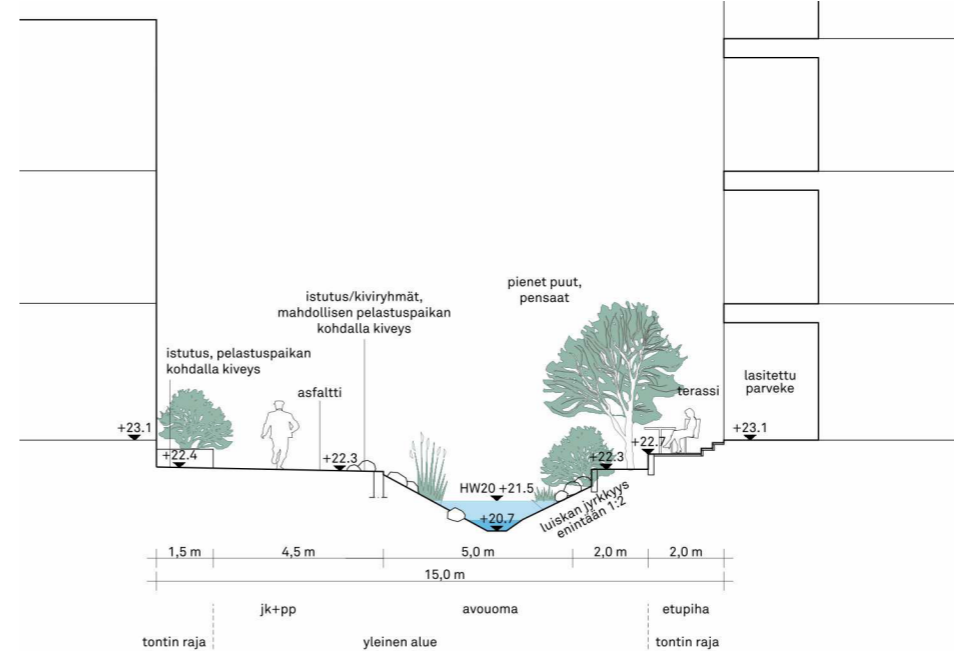 pienet puut,
pensaat
istutus/kiviryhmät,
mahdollisen pelastuspaikan
kohdalla kiveys
istutus, pelastuspaikan
kohdalla kiveys
asfaltti
terassi
lasitettu
parveke
+23.1
+22.4
+22.3
HW20 +21.5
+20.7
+22.3
+22.7
+23.1
luiskan jyrkkyys
enintään 1:2
1,5 m
4,5 m
5,0 m
2,0 m
2,0 m
15,0 m
jk+pp
avouoma
etupiha
tontin raja
yleinen alue
tontin raja